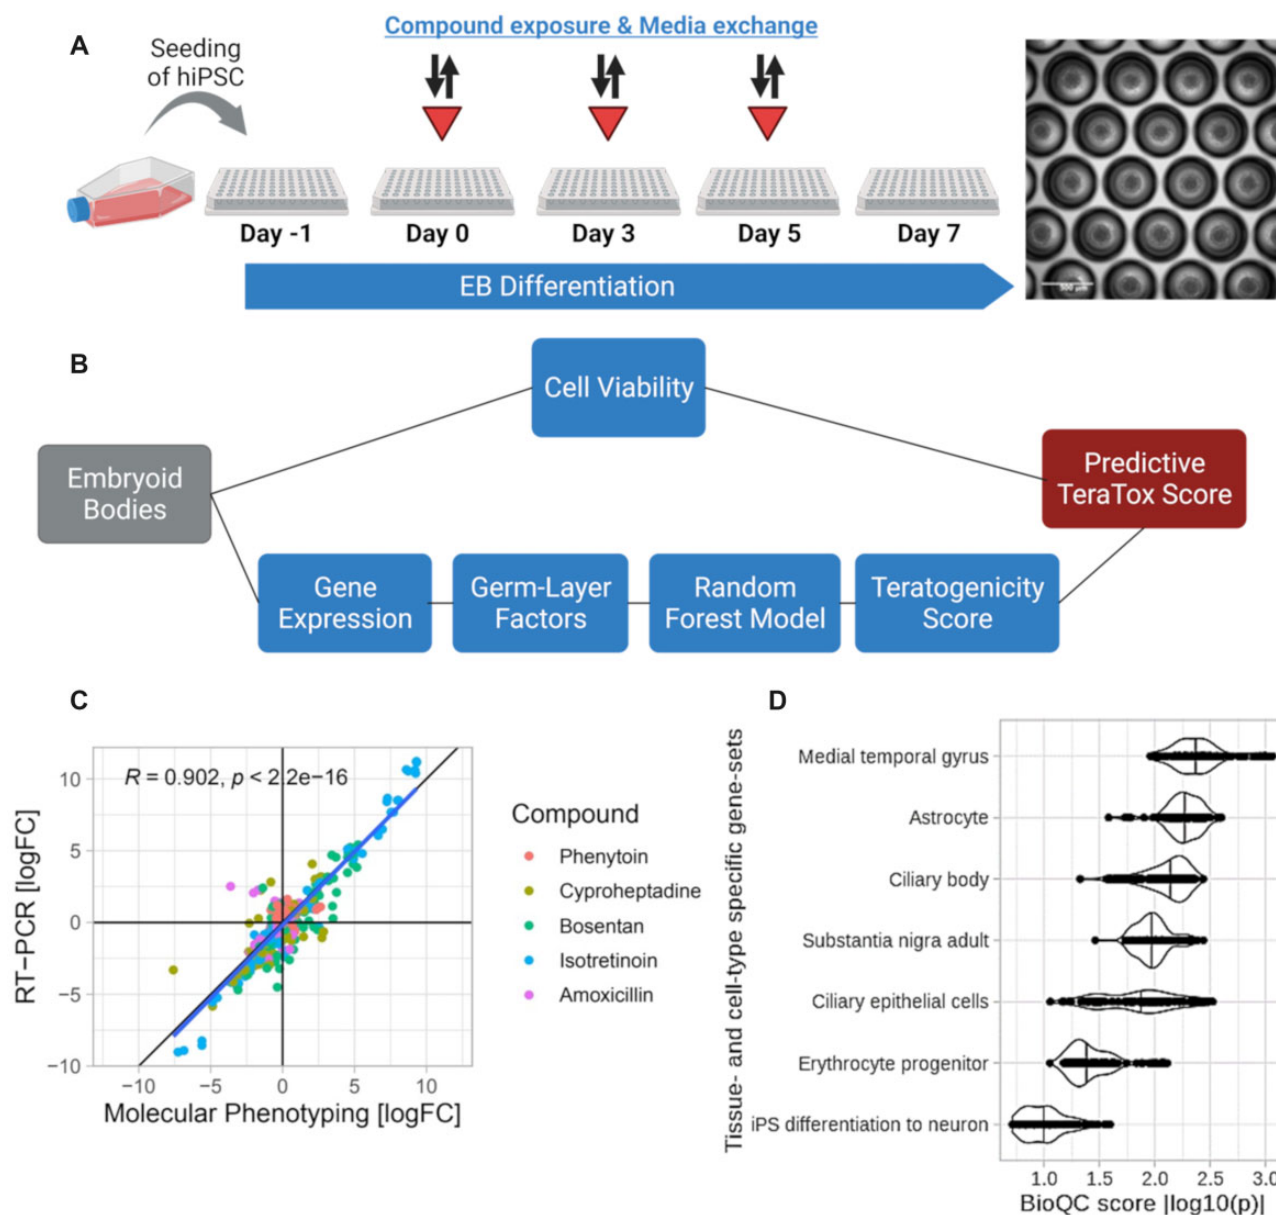 A
Compound exposure & Media exchange
Seeding
of hiPSC
Day -1
Day 0
Day 3
Day 5
Day 7
EB Differentiation
500 µm
B
Cell Viability
Embryoid
Bodies
Predictive
TeraTox Score
Gene
Expression
Germ-Layer
Factors
Random
Forest Model
Teratogenicity
Score
C
R = 0.902, p < 2.2e−16
RT−PCR [logFC]
10
5
0
−5
−10
−10
−5
0
5
10
Molecular Phenotyping [logFC]
Compound
Phenytoin
Cyproheptadine
Bosentan
Isotretinoin
Amoxicillin
D
Tissue- and cell-type specific gene-sets
Medial temporal gyrus
Astrocyte
Ciliary body
Substantia nigra adult
Ciliary epithelial cells
Erythrocyte progenitor
iPS differentiation to neuron
1.0
1.5
2.0
2.5
3.0
BioQC score |log10(p)|